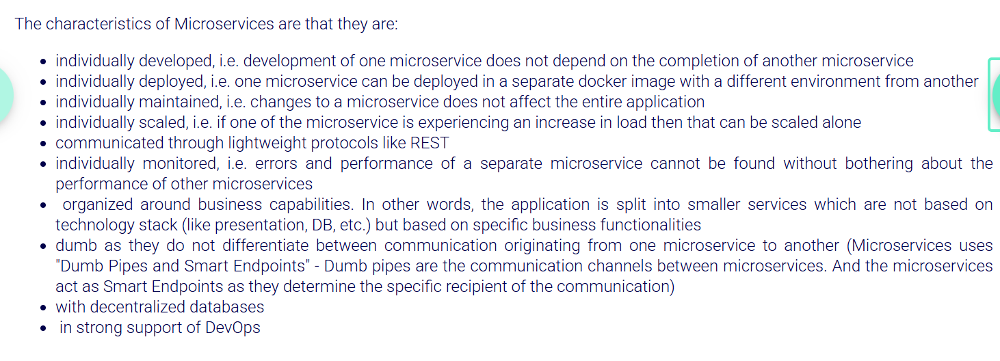 The characteristics of Microservices are that they are:
• individually developed, i.e. development of one microservice does not depend on the completion of another microservice
• individually deployed, i.e. one microservice can be deployed in a separate docker image with a different environment from another
• individually maintained, i.e. changes to a microservice does not affect the entire application
• individually scaled, i.e. if one of the microservice is experiencing an increase in load then that can be scaled alone
• communicated through lightweight protocols like REST
• individually monitored, i.e. errors and performance of a separate microservice cannot be found without bothering about the
performance of other microservices
• organized around business capabilities. In other words, the application is split into smaller services which are not based on
technology stack (like presentation, DB, etc.) but based on specific business functionalities
• dumb as they do not differentiate between communication originating from one microservice to another (Microservices uses
"Dumb Pipes and Smart Endpoints" - Dumb pipes are the communication channels between microservices. And the microservices
act as Smart Endpoints as they determine the specific recipient of the communication)
• with decentralized databases
• in strong support of DevOps